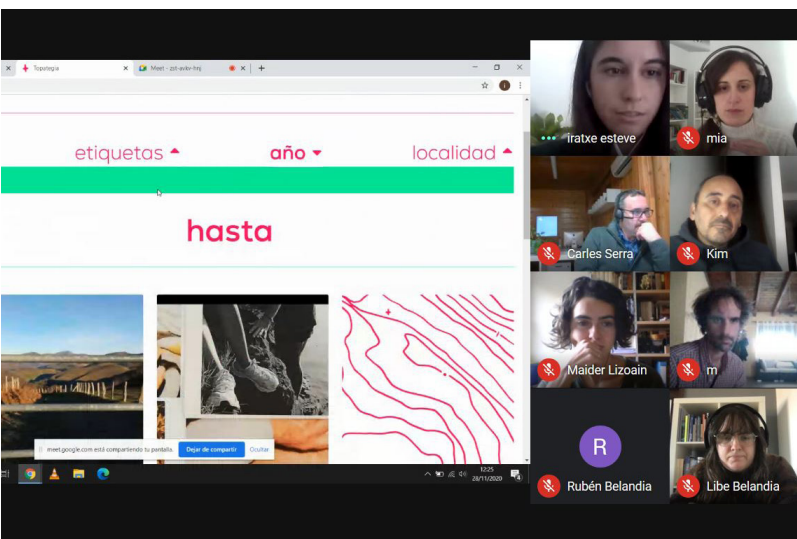 Topategia
Meet - zst-avkv-hsj
etiquetas
año
localidad
hasta
meet.google.com está compartiendo tu pantalla.
Dejar de compartir
Ocultar
12:25
28/11/2020
iratxe esteve
mia
Carles Serra
Kim
Maider Lizoain
m
R
Rubén Belandia
Libe Belandia